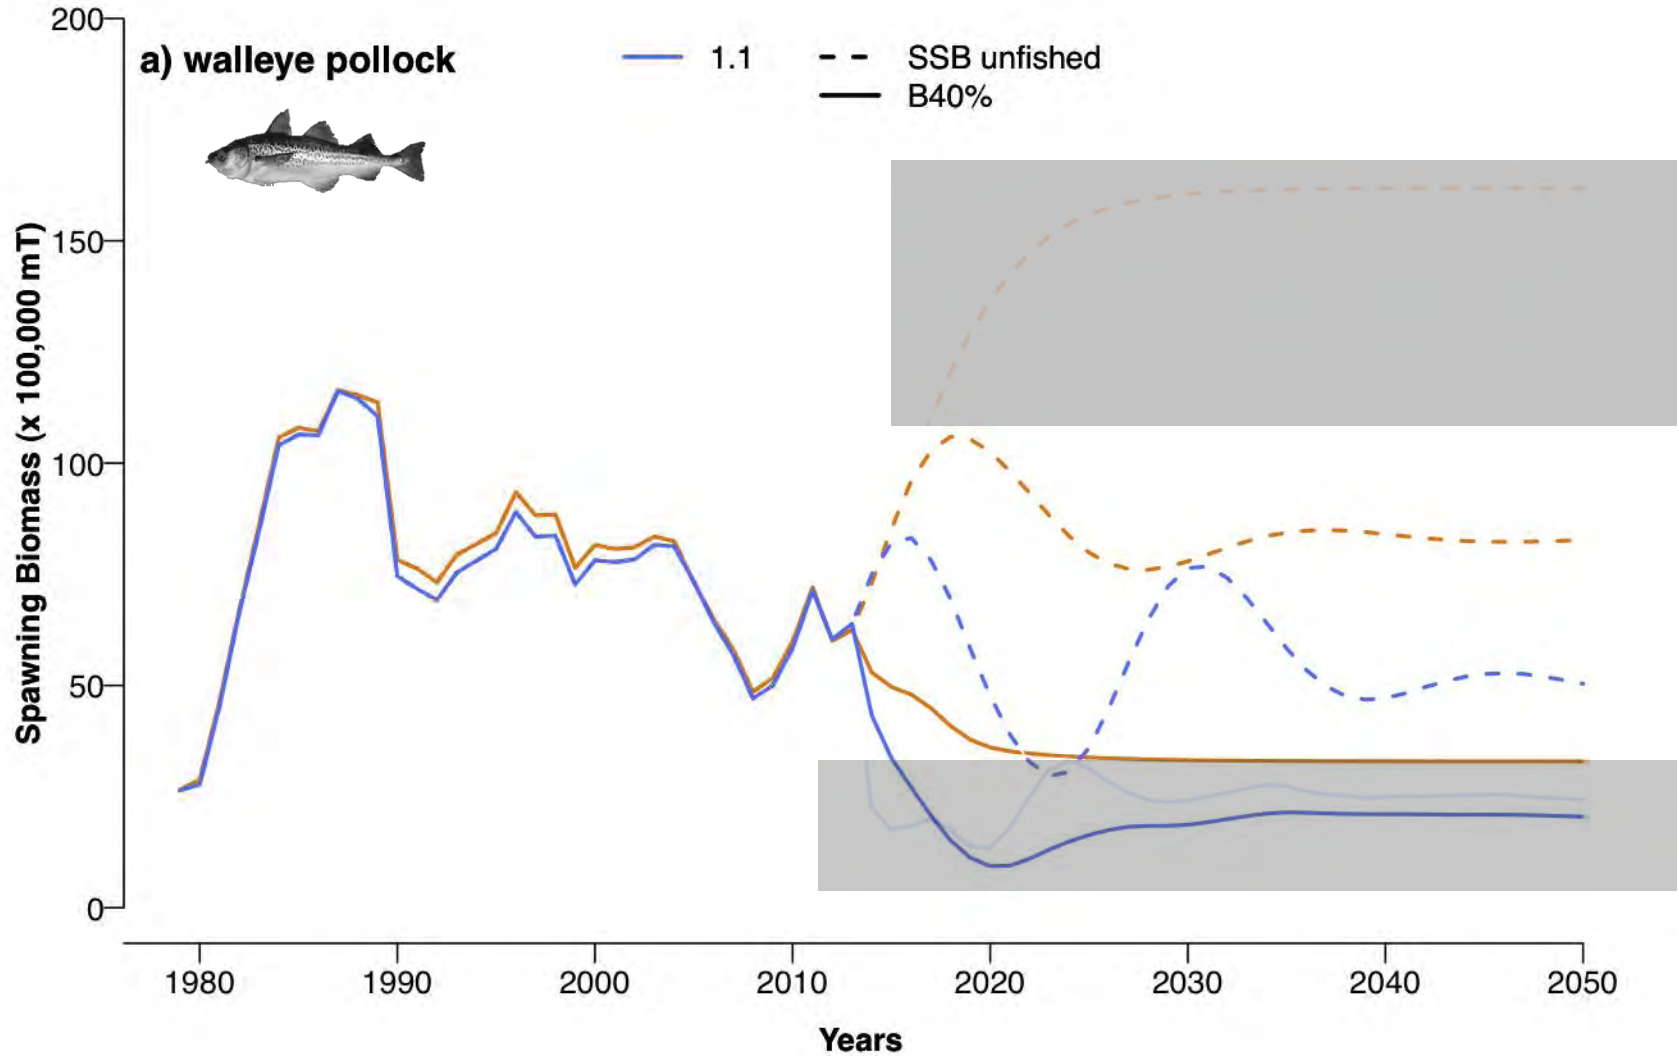 a) walleye pollock
1.1
SSB unfished
B40%
Spawning Biomass (x 100,000 mT)
200
150
100
50
0
1980 1990 2000 2010 2020 2030 2040 2050
Years